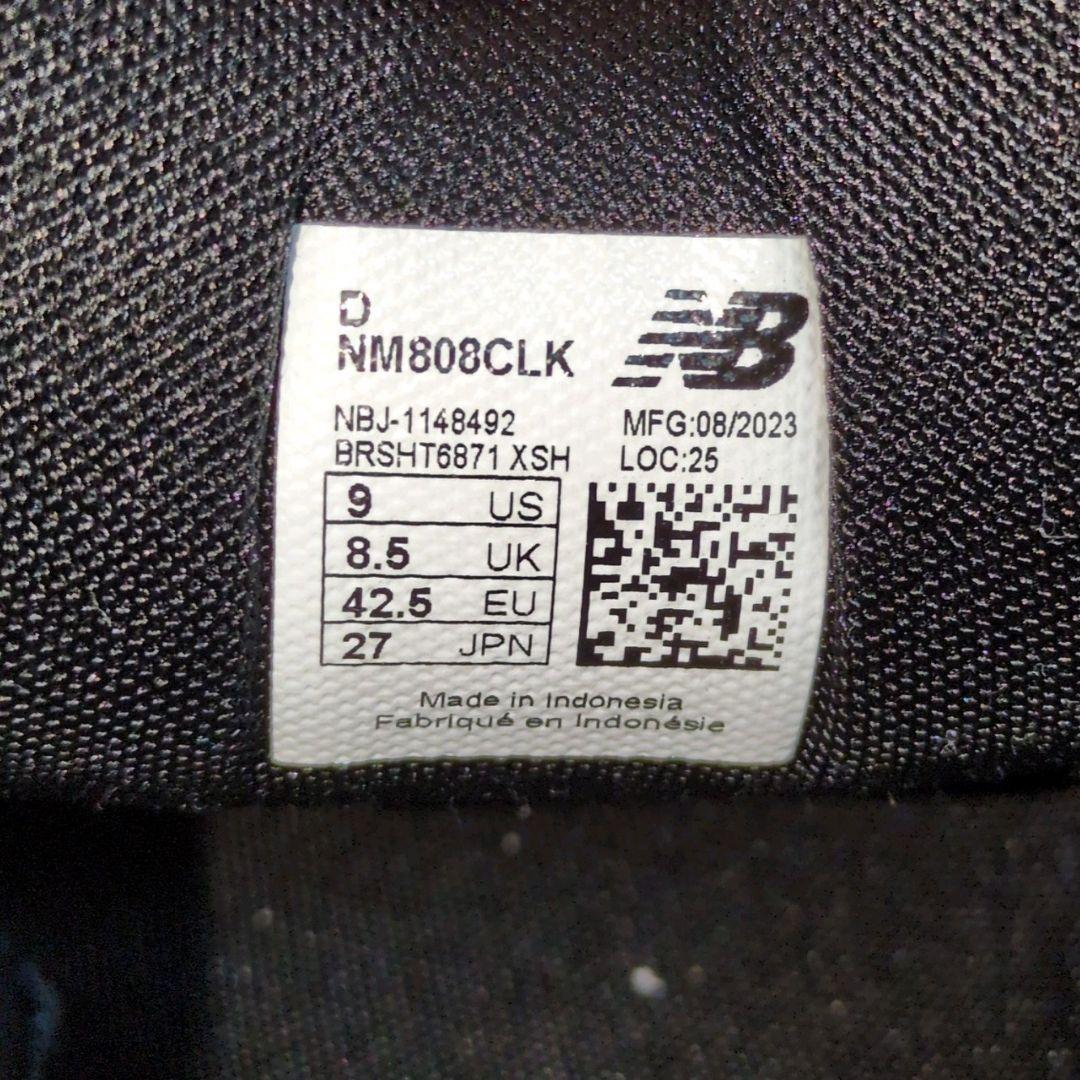 D
NM808CLK
NB
NBJ-1148492
MFG:08/2023
BRSHT6871 XSH
LOC:25
9 US
8.5 UK
42.5 EU
27 JPN
Made in Indonesia
Fabriqué en Indonésie